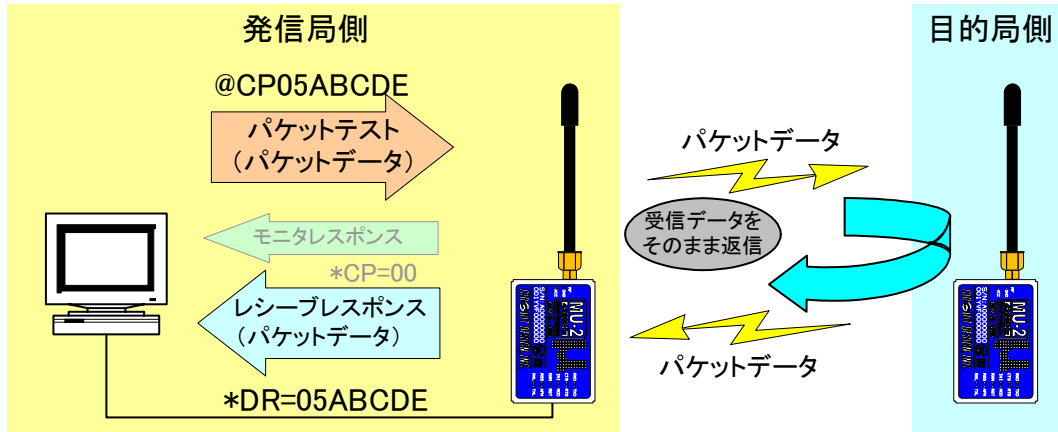 発信局側
目的局側
@CP05ABCDE
パケットテスト
（パケットデータ）
パケットデータ
モニタレスポンス
*CP=00
受信データを
そのまま返信
レシーブレスポンス
（パケットデータ）
パケットデータ
*DR=05ABCDE
MU-2
MU-2